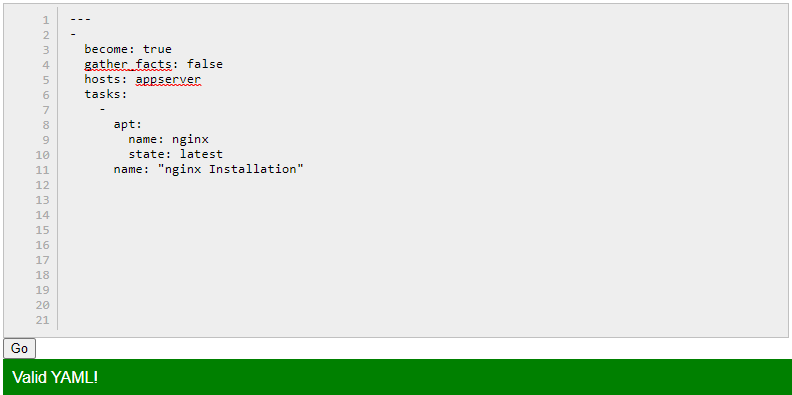 1 ---
2 -
3 become: true
4 gather_facts: false
5 hosts: appserver
6 tasks:
7 -
8 apt:
9 name: nginx
10 state: latest
11 name: "nginx Installation"
12
13
14
15
16
17
18
19
20
21
Go
Valid YAML!